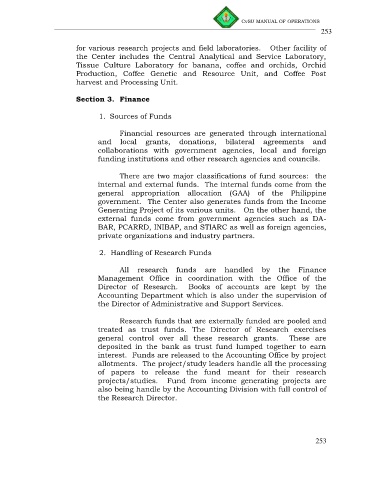 CvSU MANUAL OF OPERATIONS
253
for various research projects and field laboratories. Other facility of
the Center includes the Central Analytical and Service Laboratory,
Tissue Culture Laboratory for banana, coffee and orchids, Orchid
Production, Coffee Genetic and Resource Unit, and Coffee Post
harvest and Processing Unit.
Section 3. Finance
1. Sources of Funds
Financial resources are generated through international
and local grants, donations, bilateral agreements and
collaborations with government agencies, local and foreign
funding institutions and other research agencies and councils.
There are two major classifications of fund sources: the
internal and external funds. The internal funds come from the
general appropriation allocation (GAA) of the Philippine
government. The Center also generates funds from the Income
Generating Project of its various units. On the other hand, the
external funds come from government agencies such as DA-
BAR, PCARRD, INIBAP, and STIARC as well as foreign agencies,
private organizations and industry partners.
2. Handling of Research Funds
All research funds are handled by the Finance
Management Office in coordination with the Office of the
Director of Research. Books of accounts are kept by the
Accounting Department which is also under the supervision of
the Director of Administrative and Support Services.
Research funds that are externally funded are pooled and
treated as trust funds. The Director of Research exercises
general control over all these research grants. These are
deposited in the bank as trust fund lumped together to earn
interest. Funds are released to the Accounting Office by project
allotments. The project/study leaders handle all the processing
of papers to release the fund meant for their research
projects/studies. Fund from income generating projects are
also being handle by the Accounting Division with full control of
the Research Director.
253